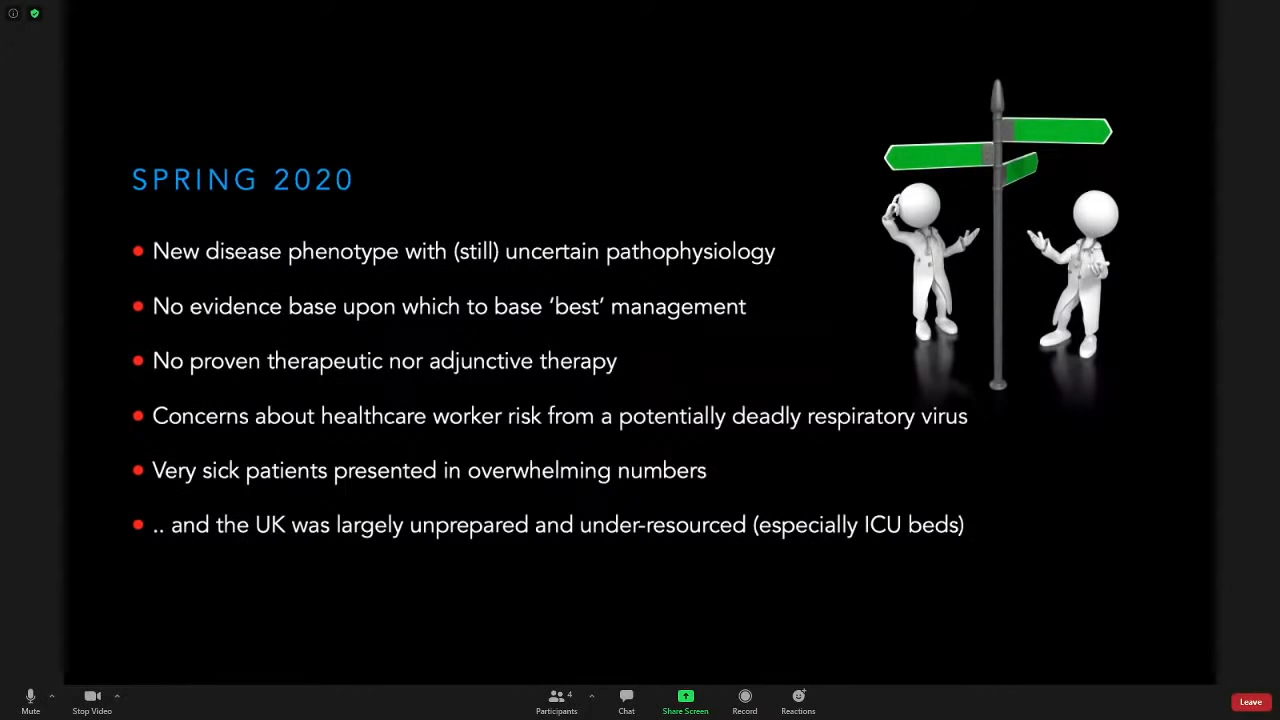 SPRING 2020
New disease phenotype with (still) uncertain pathophysiology
No evidence base upon which to base ‘best’ management
No proven therapeutic nor adjunctive therapy
Concerns about healthcare worker risk from a potentially deadly respiratory virus
Very sick patients presented in overwhelming numbers
.. and the UK was largely unprepared and under-resourced (especially ICU beds)
Mute
Stop Video
4
Participants
Chat
Share Screen
Record
Reactions
Leave